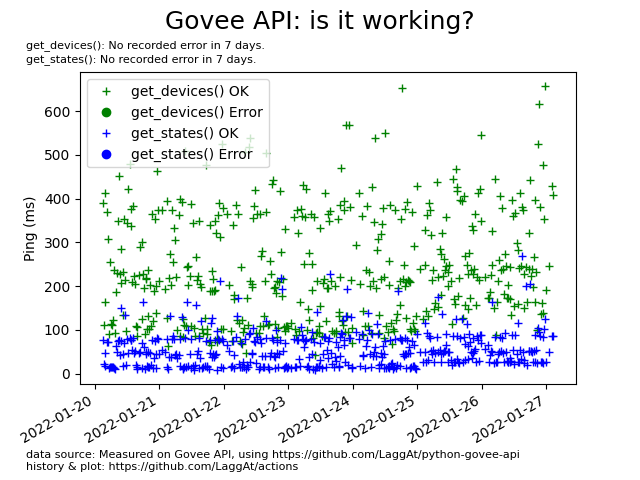 Govee API: is it working?
get_devices(): No recorded error in 7 days.
get_states(): No recorded error in 7 days.
get_devices() OK
get_devices() Error
get_states() OK
get_states() Error
Ping (ms)
600
500
400
300
200
100
0
2022-01-20
2022-01-21
2022-01-22
2022-01-23
2022-01-24
2022-01-25
2022-01-26
2022-01-27
data source: Measured on Govee API, using https://github.com/LaggAt/python-govee-api
history & plot: https://github.com/LaggAt/actions